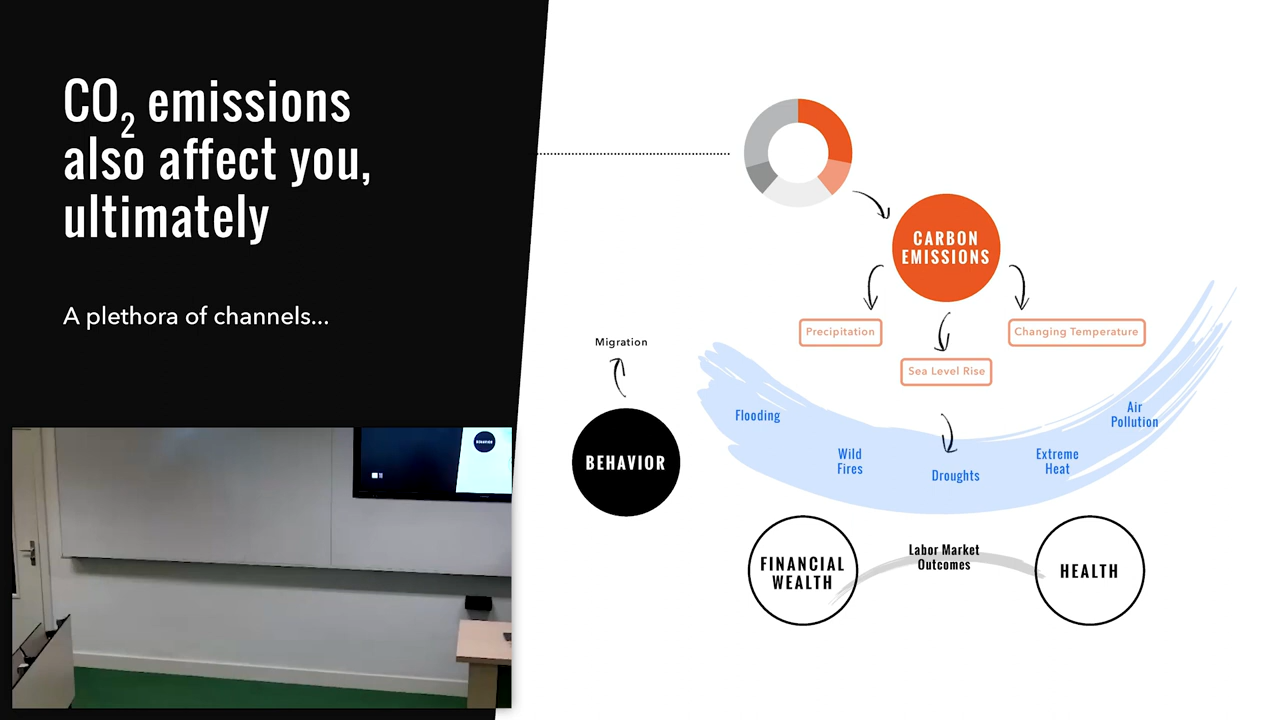 CO2 emissions
also affect you,
ultimately
A plethora of channels...
CARBON
EMISSIONS
Precipitation
Changing Temperature
Sea Level Rise
Migration
Flooding
Air
Pollution
Wild
Fires
Droughts
Extreme
Heat
BEHAVIOR
FINANCIAL
WEALTH
Labor Market
Outcomes
HEALTH
BEHAVIOR